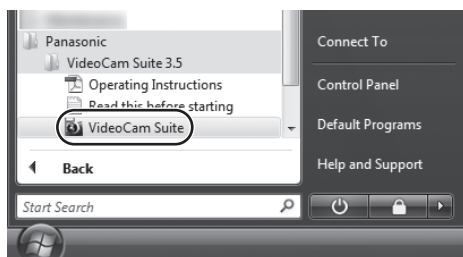 Panasonic
VideoCam Suite 3.5
Operating Instructions
Read this before starting
VideoCam Suite
Back
Start Search
Connect To
Control Panel
Default Programs
Help and Support